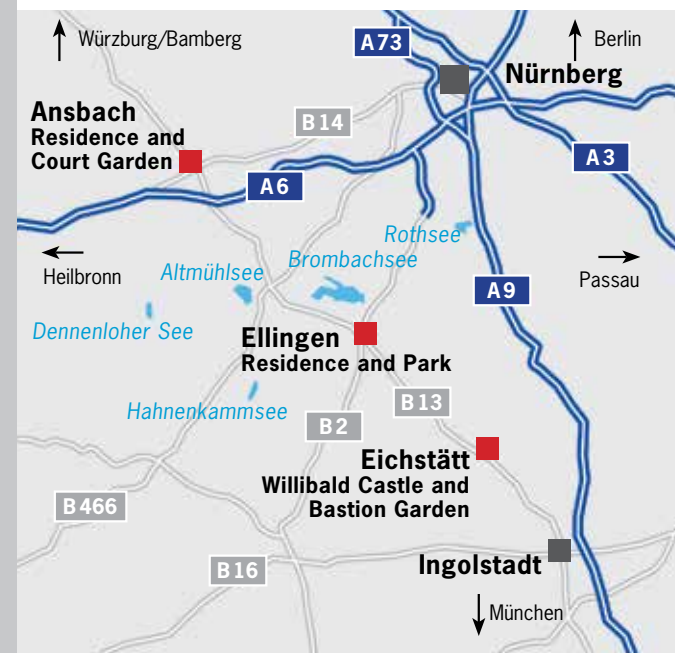 Würzburg/Bamberg
A73
Berlin
Nürnberg
Ansbach
Residence and
Court Garden
B14
A3
A6
Rothsee
Heilbronn
Altmühlsee
Brombachsee
Passau
A9
Dennenloher See
Ellingen
Residence and Park
Hahnenkammsee
B13
B2
Eichstätt
Willibald Castle and
Bastion Garden
B466
Ingolstadt
B16
München